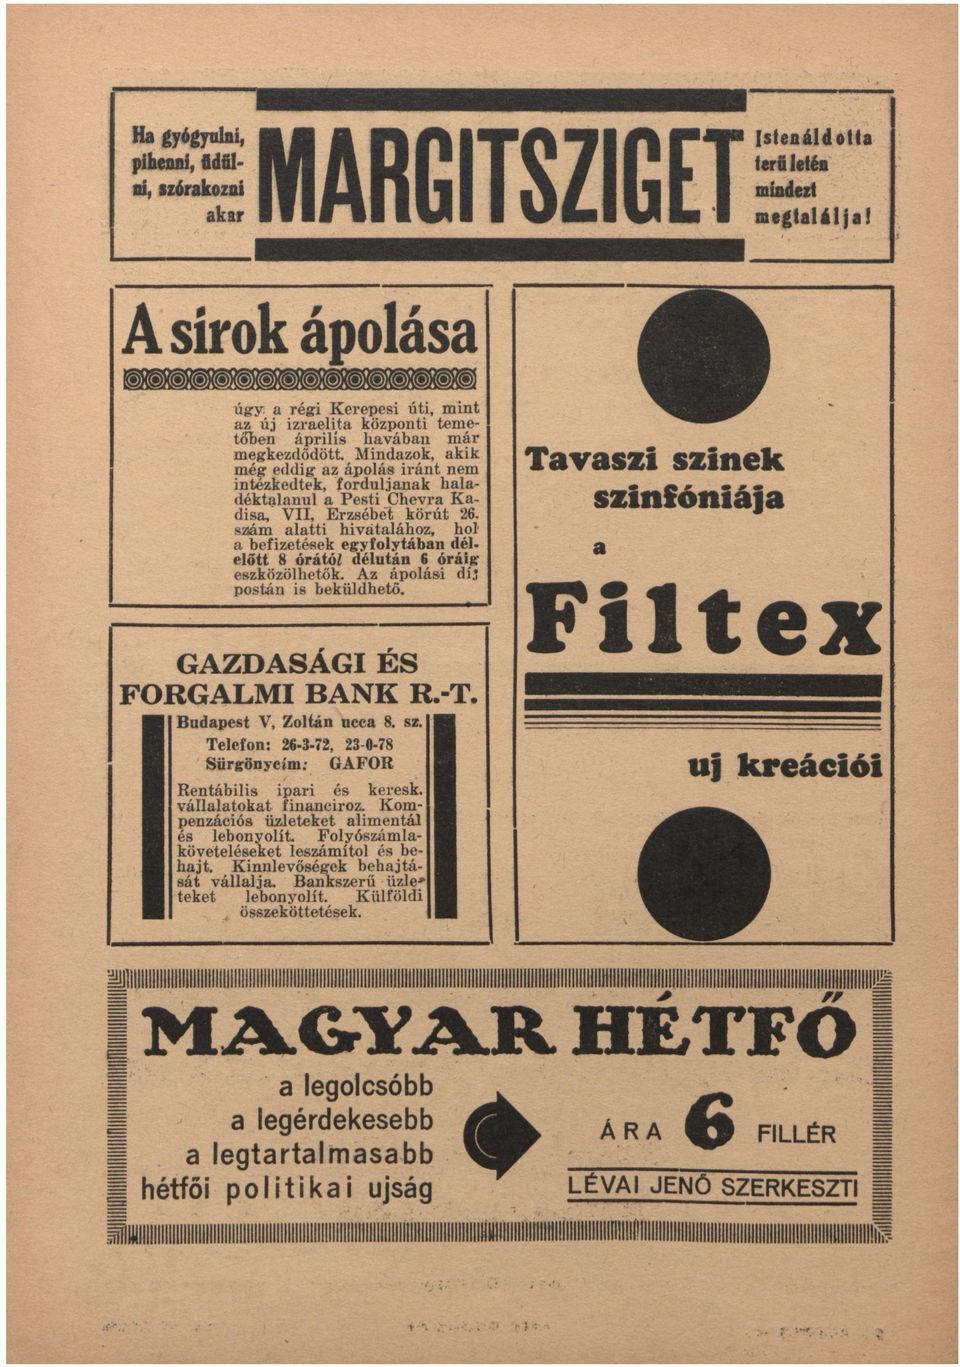 Ha gyógyulni,
pihenni, üdül-
ni, szórakozni
akar
MARGITSZIGET
Istenáldotta
területén
mindezt
megtalálja!
A sirok ápolása
úgy a régi Kerepesi úti, mint
az új izraelita központi teme-
tőben április havában már
megkezdődött. Mindazok, akik
még eddig az ápolás iránt nem
intézkedtek, forduljanak hala-
déktalanul a Pesti Chevra Ka-
disa, VII, Erzsébet körút 26.
szám alatti hivatalához, hol
a befizetések egyfolytában dél-
előtt 8 órától délután 6 óráig
eszközölhetők. Az ápolási díj
postán is beküldhető.
GAZDASÁGI ÉS
FORGALMI BANK R.-T.
Budapest V, Zoltán ucca 8. sz.
Telefon: 26-3-72, 23-0-78
Sürgönycím: GAFOR
Rentábilis ipari és keresk.
vállalatokat financiroz. Kom-
penzációs üzleteket alimentál
és lebonyolít. Folyószámla-
követeléseket leszámítol és be-
hajt. Kinnlevőségek behajtá-
sát vállalja. Bankszerű üzle-
teket lebonyolít. Külföldi
összeköttetések.
Tavaszi szinek
szinfóniája
a
Filtex
uj kreációi
MAGYAR HÉTFŐ
a legolcsóbb
a legérdekesebb
a legtartalmasabb
hétfői politikai ujság
ÁRA 6 FILLÉR
LÉVAI JENŐ SZERKESZTI